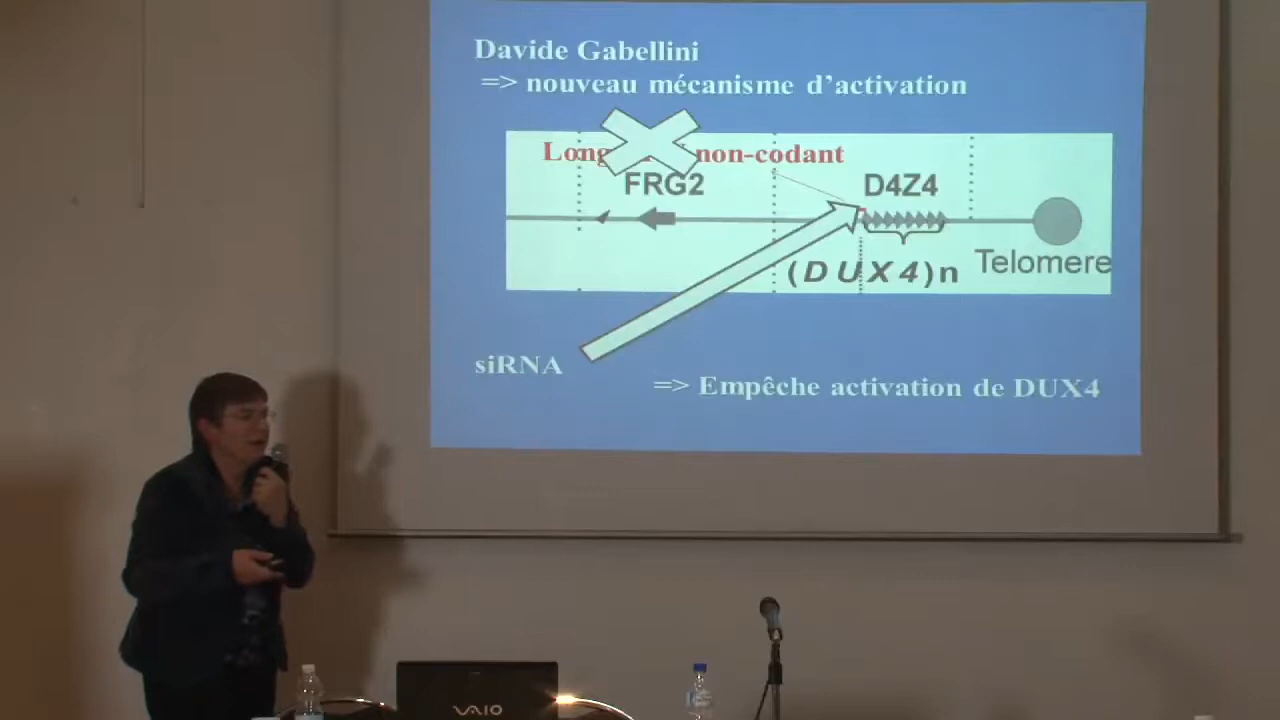 Davide Gabellini
=> nouveau mécanisme d'activation
Long non-codant
FRG2
D4Z4
(DUX4)n
Telomere
siRNA
=> Empêche activation de DUX4
VAIO